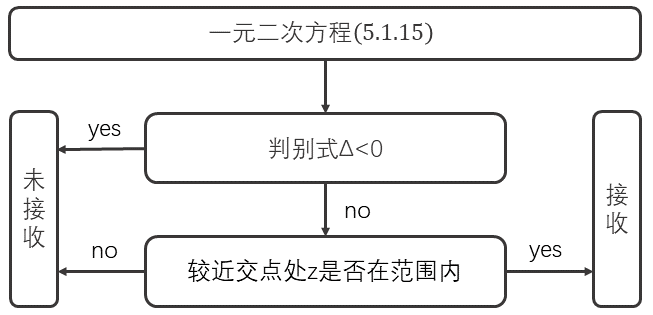 一元二次方程(5.1.15)
yes
判别式Δ<0
未接收
接收
no
no
较近交点处z是否在范围内
yes